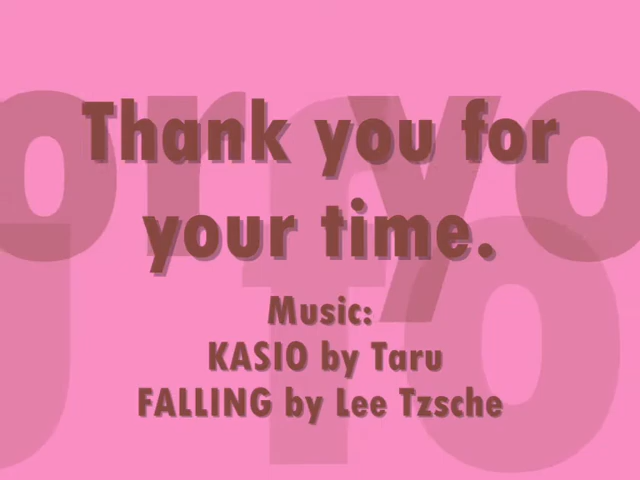 Thank you for
your time.
Music:
KASIO by Taru
FALLING by Lee Tzsche